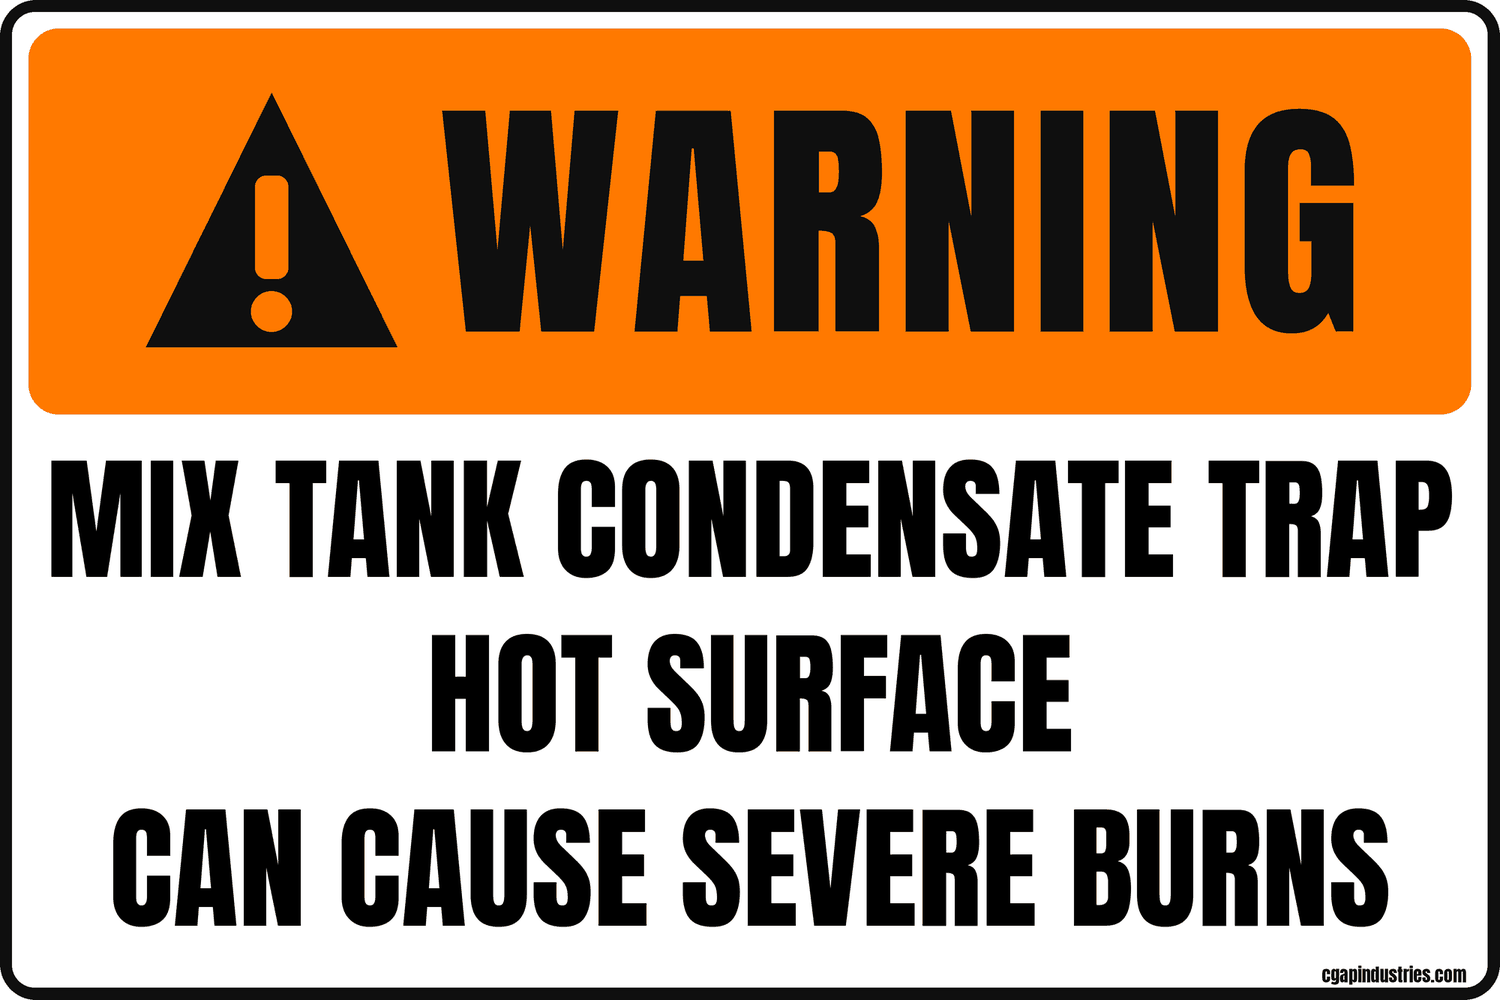 WARNING
MIX TANK CONDENSATE TRAP
HOT SURFACE
CAN CAUSE SEVERE BURNS
cgapindustries.com